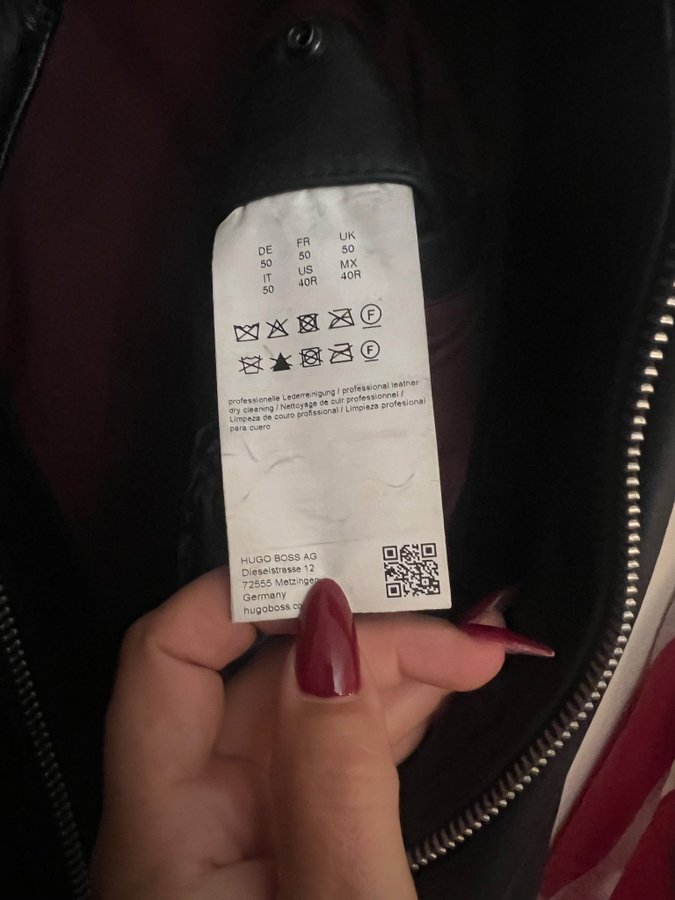 DE FR UK
50 50 50
IT US MX
50 40R 40R
F
F
professionelle Lederreinigung / professional leather
dry cleaning / Nettoyage de cuir professionnel /
Limpeza de couro profissional / Limpieza profesional
para cuero
HUGO BOSS AG
Dieselstrasse 12
72555 Metzingen
Germany
hugoboss.co